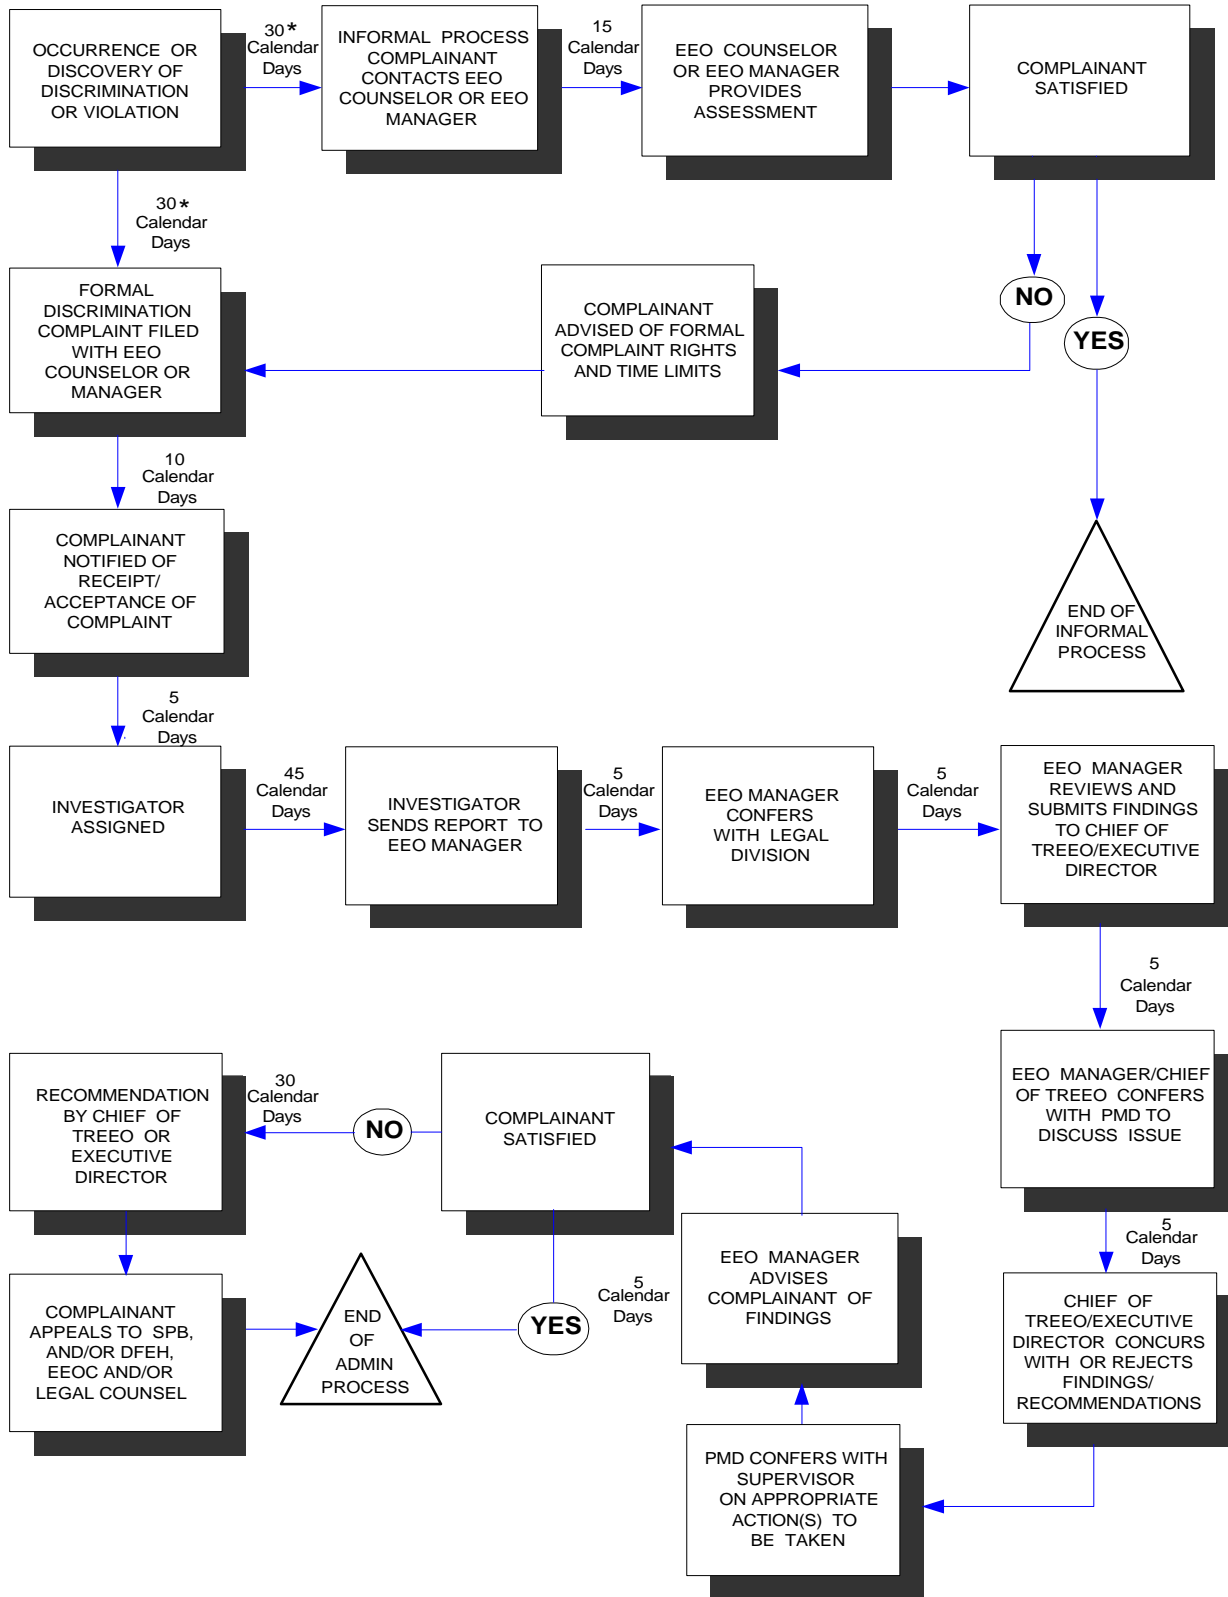 OCCURRENCE OR
DISCOVERY OF
DISCRIMINATION
OR VIOLATION
30*
Calendar
Days
INFORMAL PROCESS
COMPLAINANT
CONTACTS EEO
COUNSELOR OR EEO
MANAGER
15
Calendar
Days
EEO COUNSELOR
OR EEO MANAGER
PROVIDES
ASSESSMENT
COMPLAINANT
SATISFIED
30*
Calendar
Days
NO
YES
FORMAL
DISCRIMINATION
COMPLAINT FILED
WITH EEO
COUNSELOR OR
MANAGER
COMPLAINANT
ADVISED OF FORMAL
COMPLAINT RIGHTS
AND TIME LIMITS
10
Calendar
Days
COMPLAINANT
NOTIFIED OF
RECEIPT/
ACCEPTANCE OF
COMPLAINT
END OF
INFORMAL
PROCESS
5
Calendar
Days
INVESTIGATOR
ASSIGNED
45
Calendar
Days
INVESTIGATOR
SENDS REPORT TO
EEO MANAGER
5
Calendar
Days
EEO MANAGER
CONFERS
WITH LEGAL
DIVISION
5
Calendar
Days
EEO MANAGER
REVIEWS AND
SUBMITS FINDINGS
TO CHIEF OF
TREEO/EXECUTIVE
DIRECTOR
5
Calendar
Days
EEO MANAGER/CHIEF
OF TREEO CONFERS
WITH PMD TO
DISCUSS ISSUE
5
Calendar
Days
CHIEF OF
TREEO/EXECUTIVE
DIRECTOR CONCURS
WITH OR REJECTS
FINDINGS/
RECOMMENDATIONS
PMD CONFERS WITH
SUPERVISOR
ON APPROPRIATE
ACTION(S) TO
BE TAKEN
EEO MANAGER
ADVISES
COMPLAINANT OF
FINDINGS
COMPLAINANT
SATISFIED
NO
30
Calendar
Days
RECOMMENDATION
BY CHIEF OF
TREEO OR
EXECUTIVE
DIRECTOR
5
Calendar
Days
YES
COMPLAINANT
APPEALS TO SPB,
AND/OR DFEH,
EEOC AND/OR
LEGAL COUNSEL
END
OF
ADMIN
PROCESS